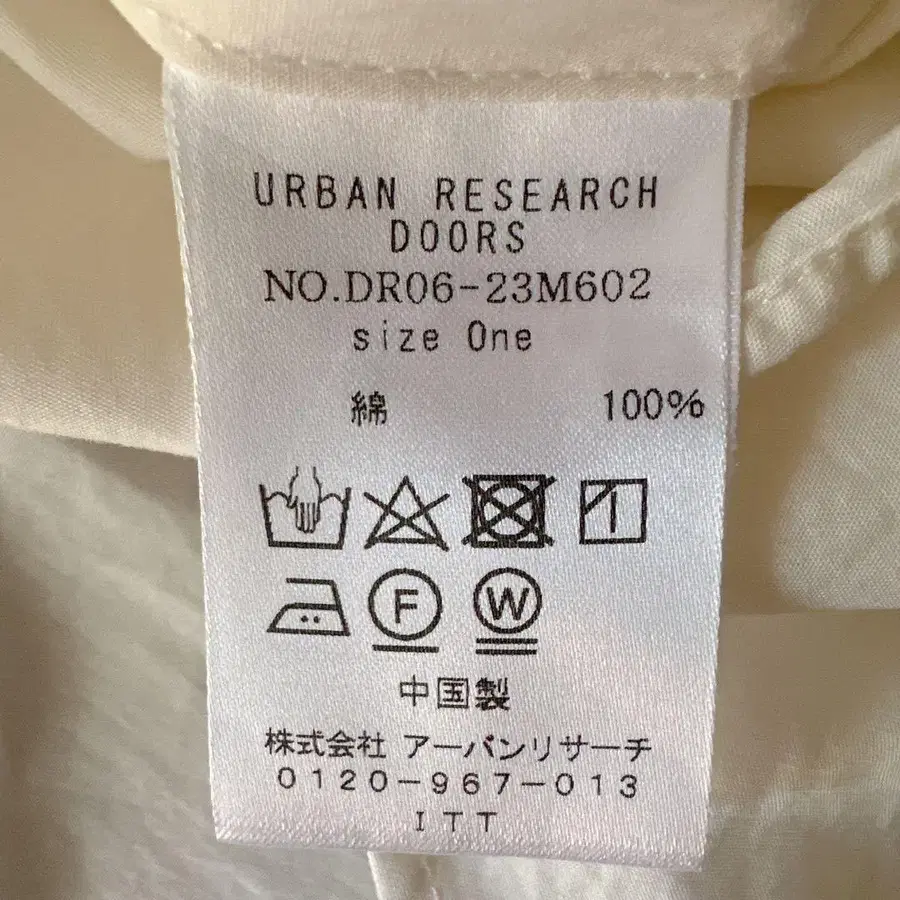 URBAN RESEARCH
DOORS
NO.DR06-23M602
size One
綿 100%
F W
中国製
株式会社 アーバンリサーチ
0120-967-013
ITT